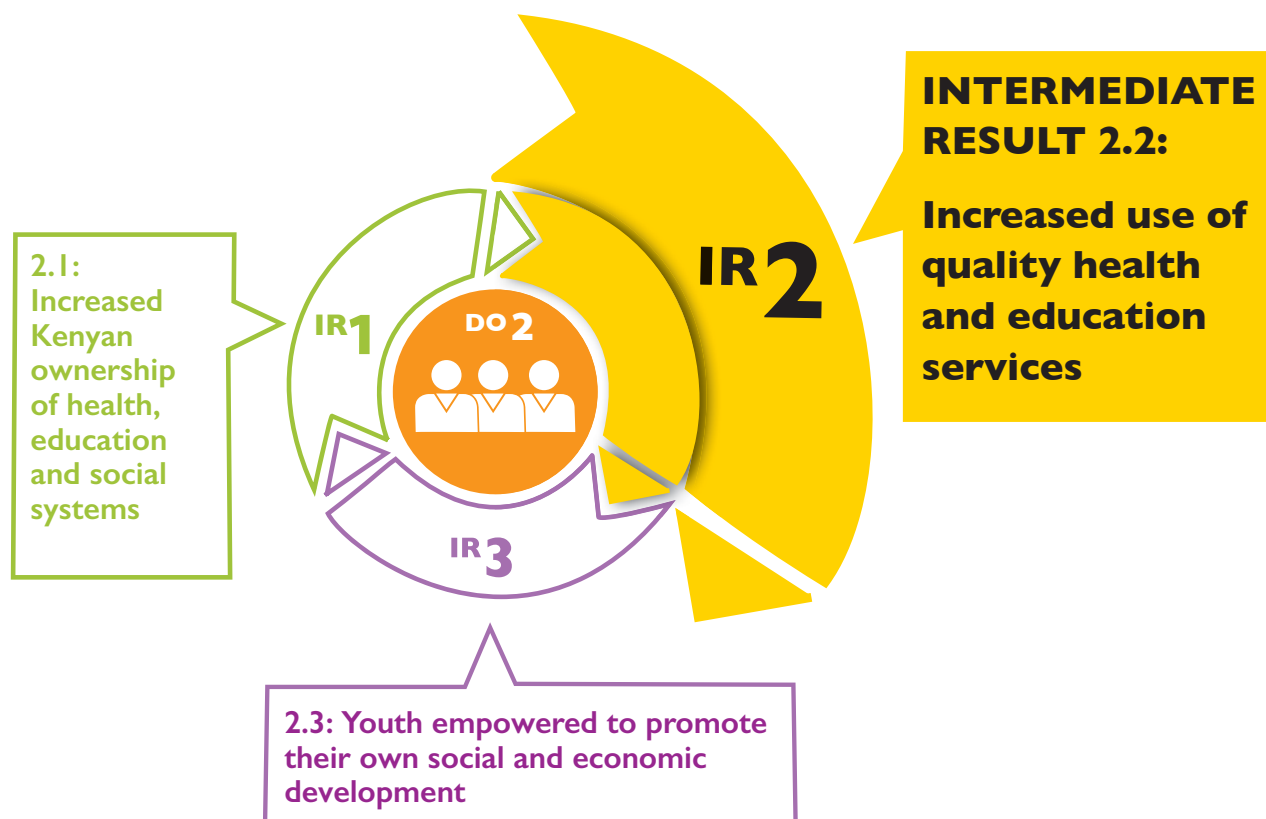 INTERMEDIATE
RESULT 2.2:
Increased use of
quality health
and education
services
IR2
2.1:
Increased
Kenyan
ownership
of health,
education
and social
systems
IR1
DO 2
IR3
2.3: Youth empowered to promote
their own social and economic
development